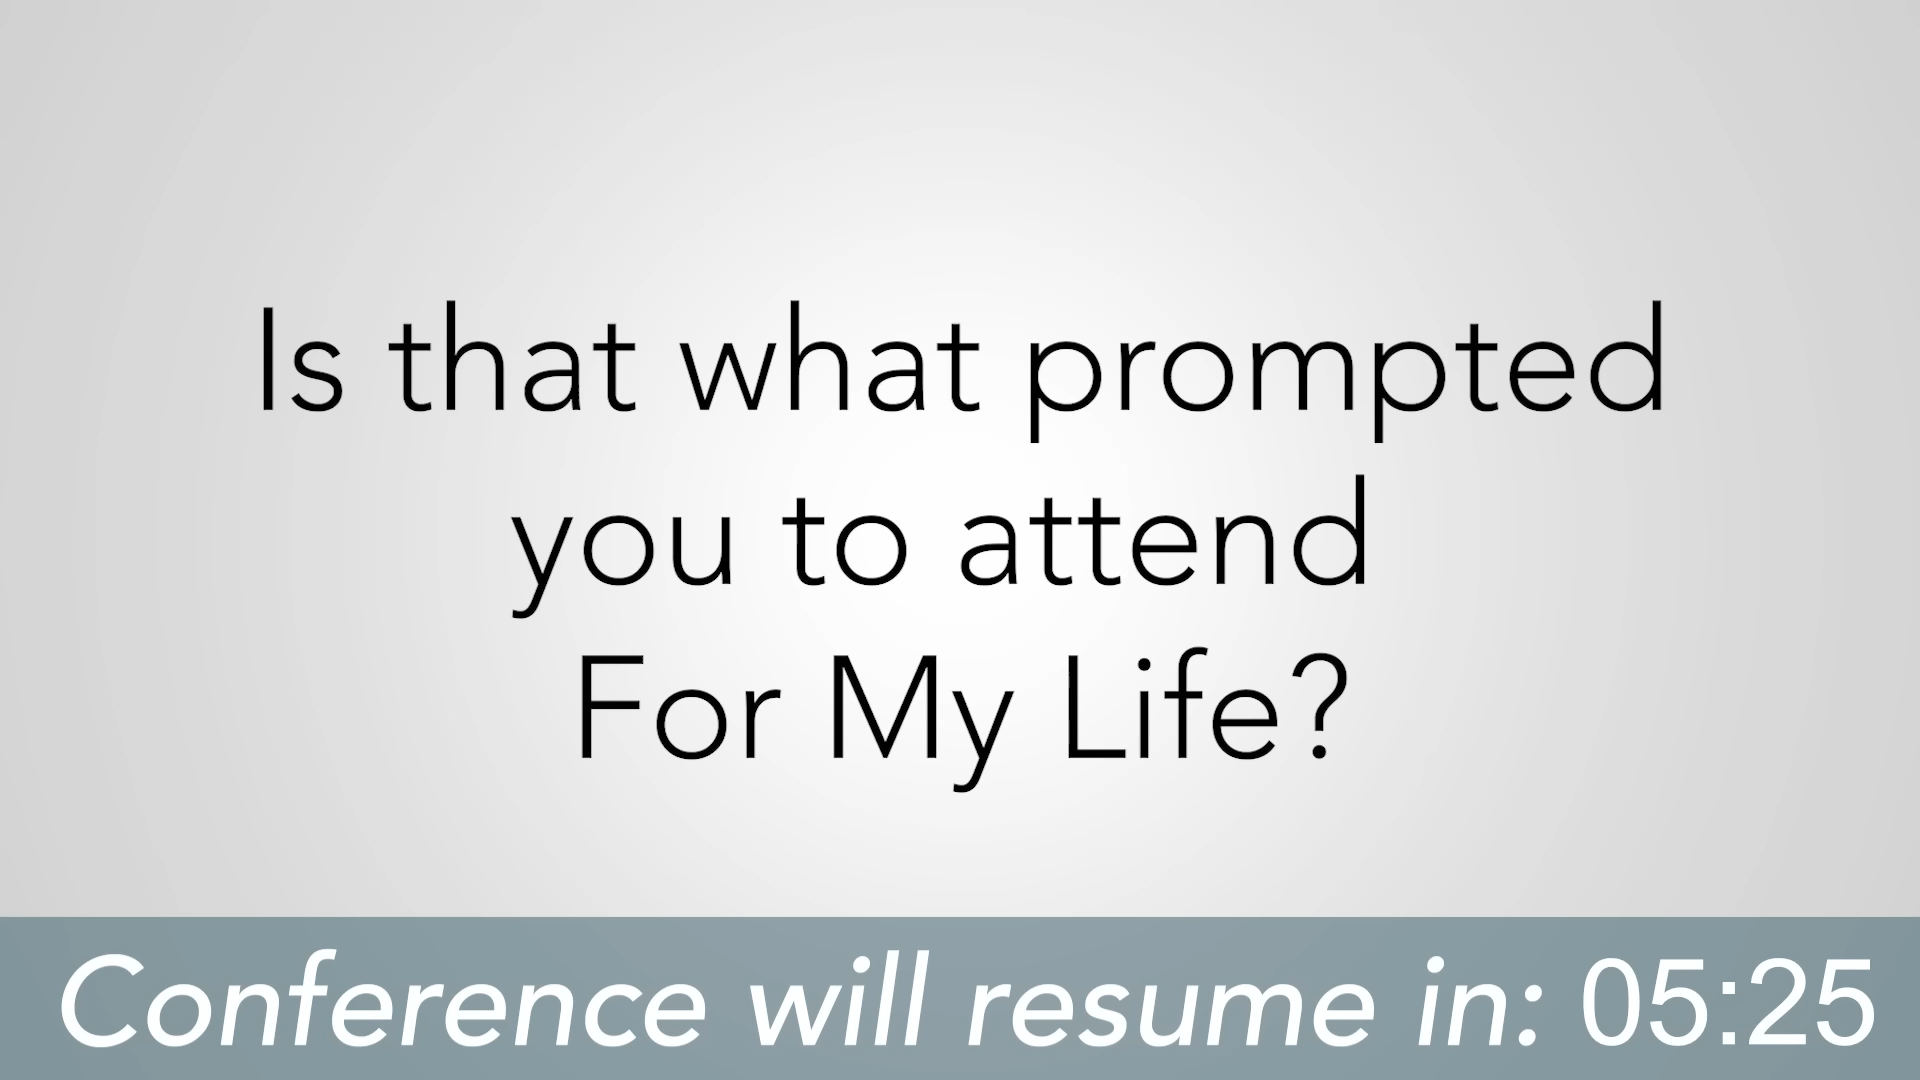 Is that what prompted
you to attend
For My Life?
Conference will resume in: 05:25